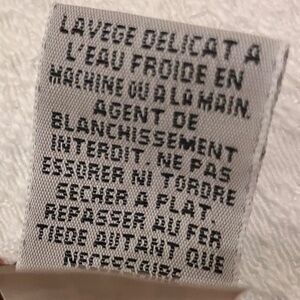 LAVEGE DELICAT A
L'EAU FROIDE EN
MACHINE OU A LA MAIN.
AGENT DE
BLANCHISSEMENT
INTERDIT. NE PAS
ESSORER NI TORDRE
SECHER A PLAT.
REPASSER AU FER
TIEDE AUTANT QUE
NECESSAIRE